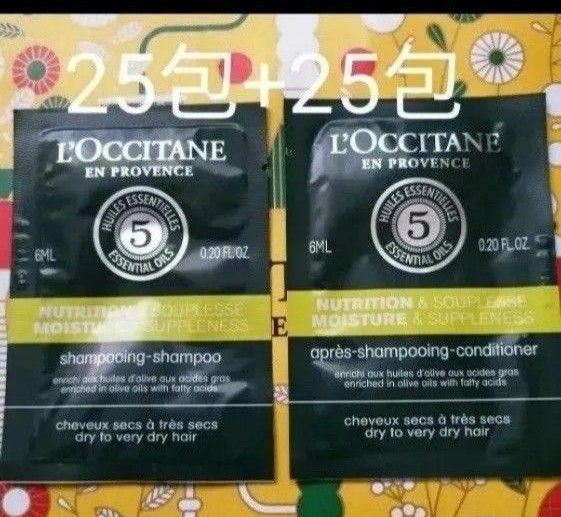 25包+25包
L'OCCITANE
EN PROVENCE
HUILES ESSENTIELLES
5
ESSENTIAL OILS
6ML
0.20 FL.OZ
NUTRITION & SOUPLESSE
MOISTURE & SUPPLENESS
shampooing-shampoo
enrichi aux huiles d'olive aux acides gras
enriched in olive oils with fatty acids
cheveux secs à très secs
dry to very dry hair
L'OCCITANE
EN PROVENCE
HUILES ESSENTIELLES
5
ESSENTIAL OILS
6ML
0.20 FL.OZ
NUTRITION & SOUPLESSE
MOISTURE & SUPPLENESS
après-shampooing-conditioner
enrichi aux huiles d'olive aux acides gras
enriched in olive oils with fatty acids
cheveux secs à très secs
dry to very dry hair